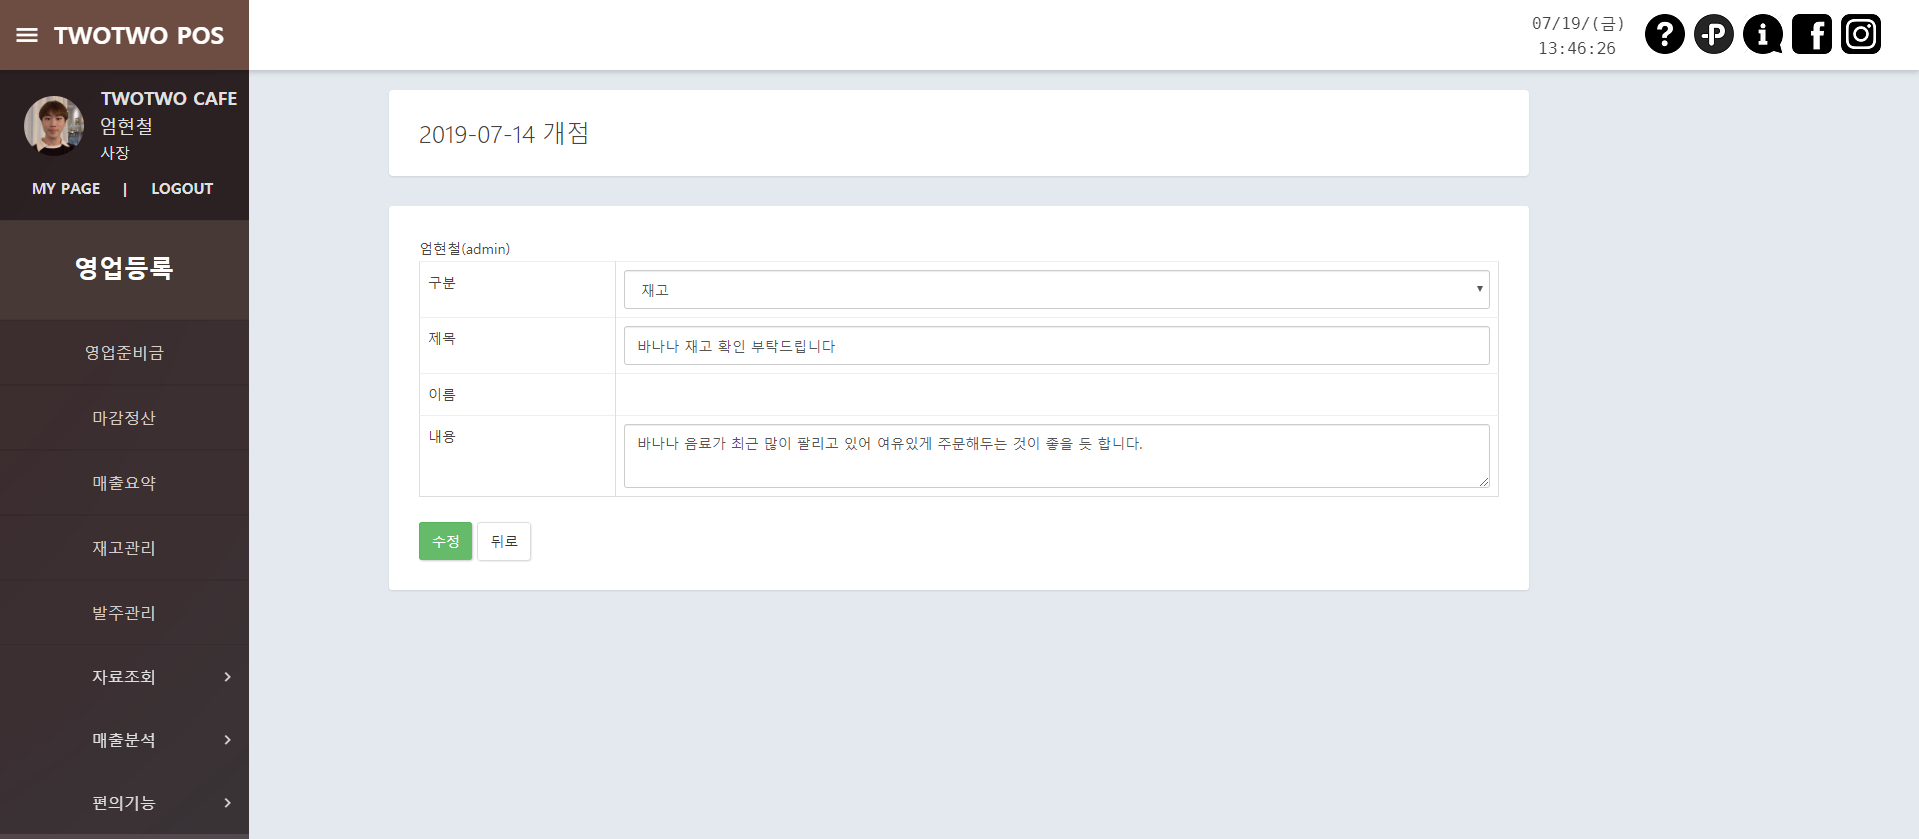 TWOTWO POS
07/19/(금)
13:46:26
TWOTWO CAFE
엄현철
사장
MY PAGE | LOGOUT
영업등록
영업준비금
마감정산
매출요약
재고관리
발주관리
자료조회
매출분석
편의기능
2019-07-14 개점
엄현철(admin)
구분
재고
제목
바나나 재고 확인 부탁드립니다
이름
내용
바나나 음료가 최근 많이 팔리고 있어 여유있게 주문해두는 것이 좋을 듯 합니다.
수정 뒤로